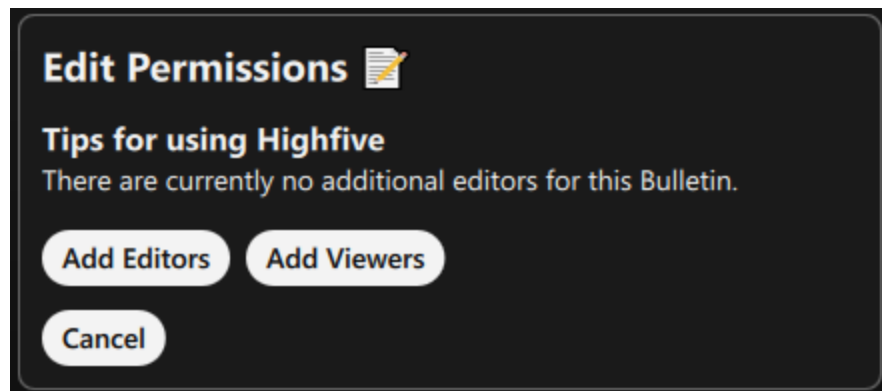 Edit Permissions 📝
Tips for using Highfive
There are currently no additional editors for this Bulletin.
Add Editors Add Viewers
Cancel